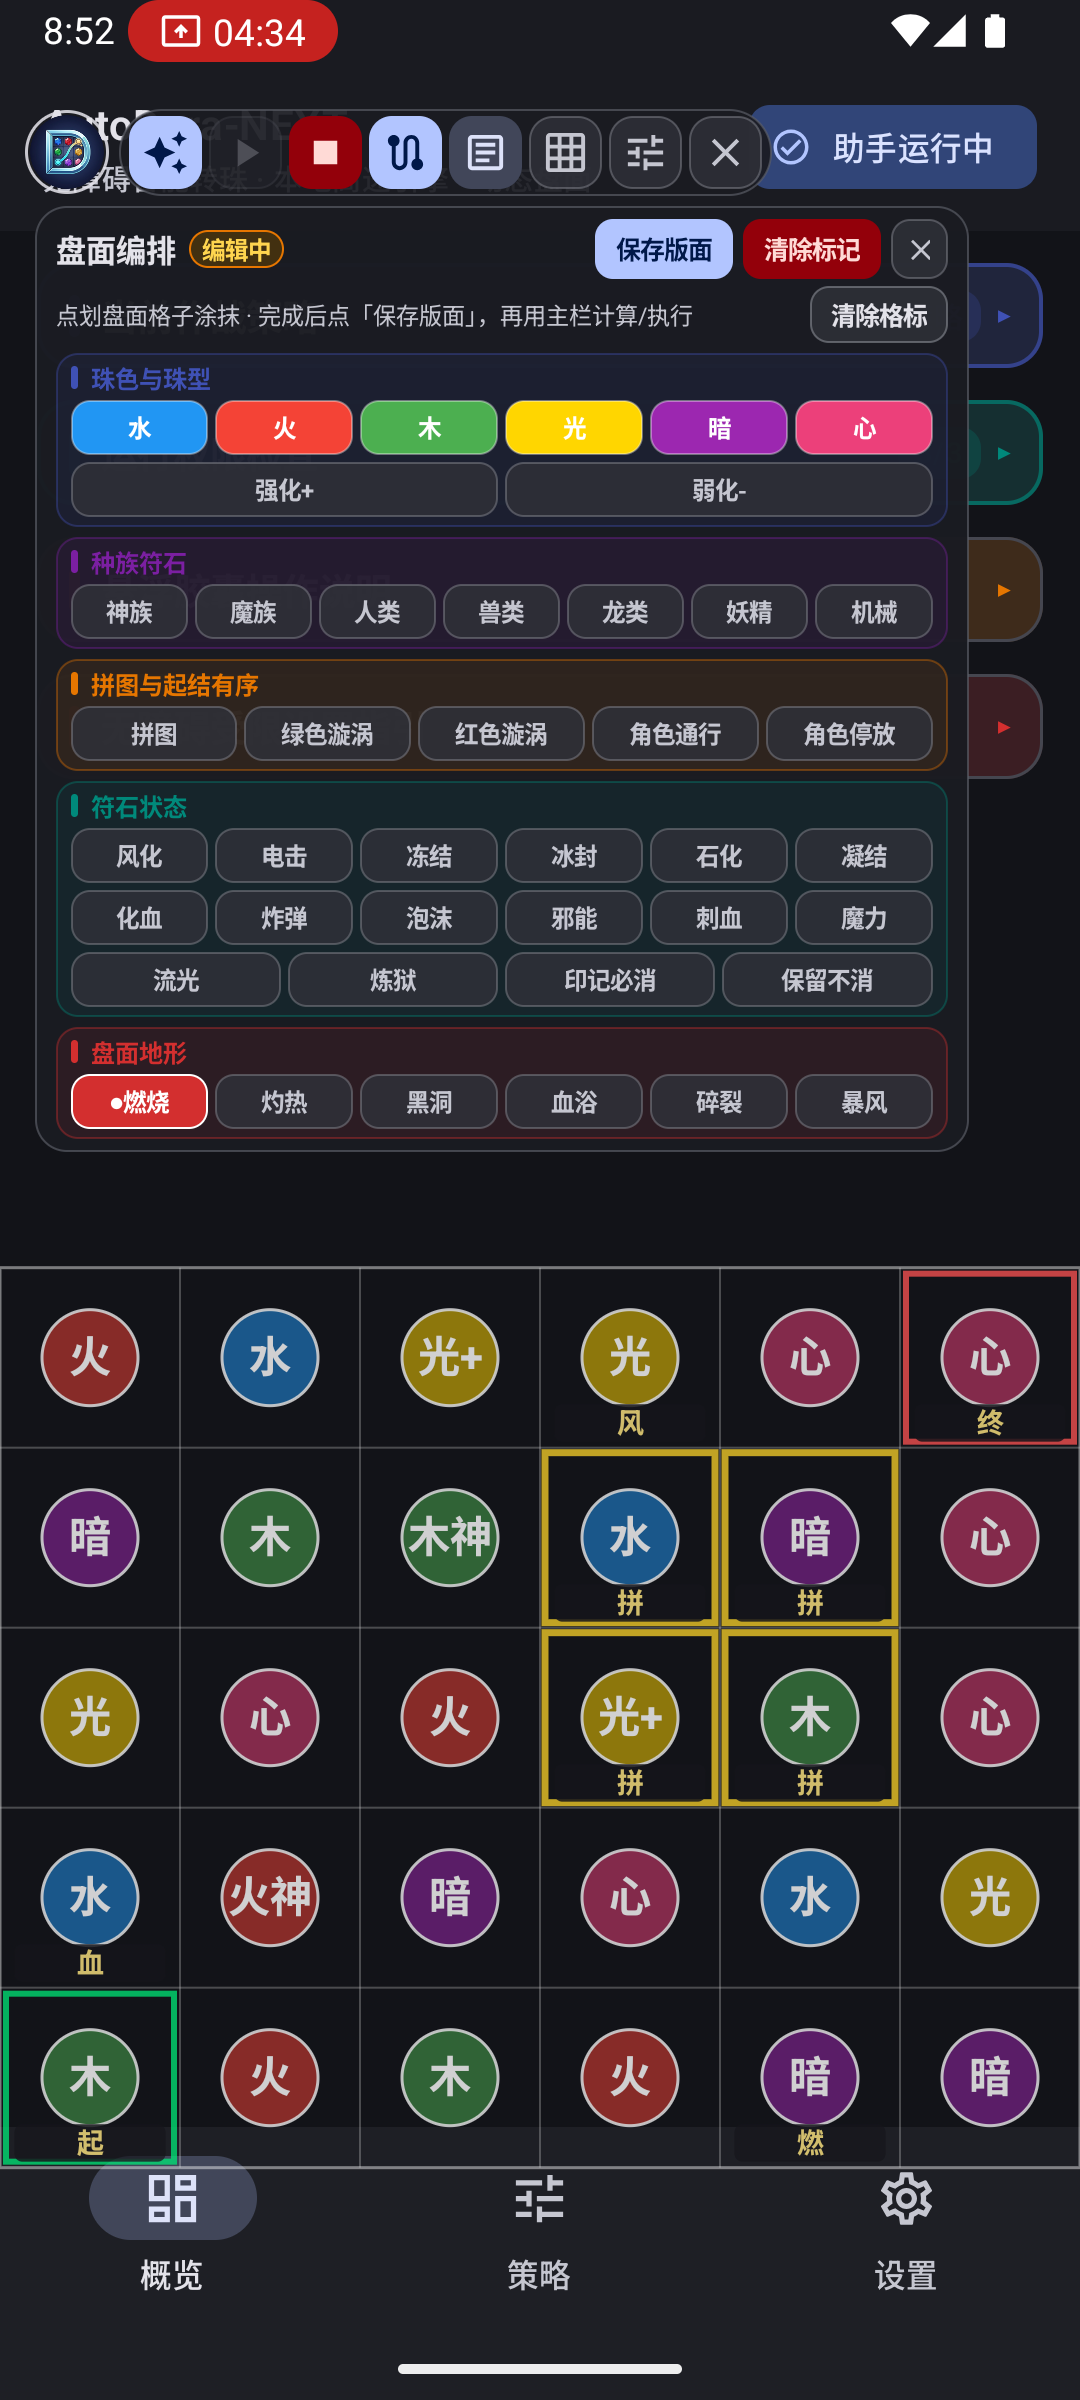 8:52 04:34
助手运行中
盘面编排 编辑中 保存版面 清除标记
点划盘面格子涂抹 · 完成后点「保存版面」，再用主栏计算/执行 清除格标
珠色与珠型
水 火 木 光 暗 心
强化+ 弱化-
种族符石
神族 魔族 人类 兽类 龙类 妖精 机械
拼图与起结有序
拼图 绿色漩涡 红色漩涡 角色通行 角色停放
符石状态
风化 电击 冻结 冰封 石化 凝结
化血 炸弹 泡沫 邪能 刺血 魔力
流光 炼狱 印记必消 保留不消
盘面地形
●燃烧 灼热 黑洞 血浴 碎裂 暴风
火 水 光+ 光 心 心
风 终
暗 木 木神 水 暗 心
拼 拼
光 心 火 光+ 木 心
拼 拼
水 火神 暗 心 水 光
血
木 火 木 火 暗 暗
起 燃
概览 策略 设置